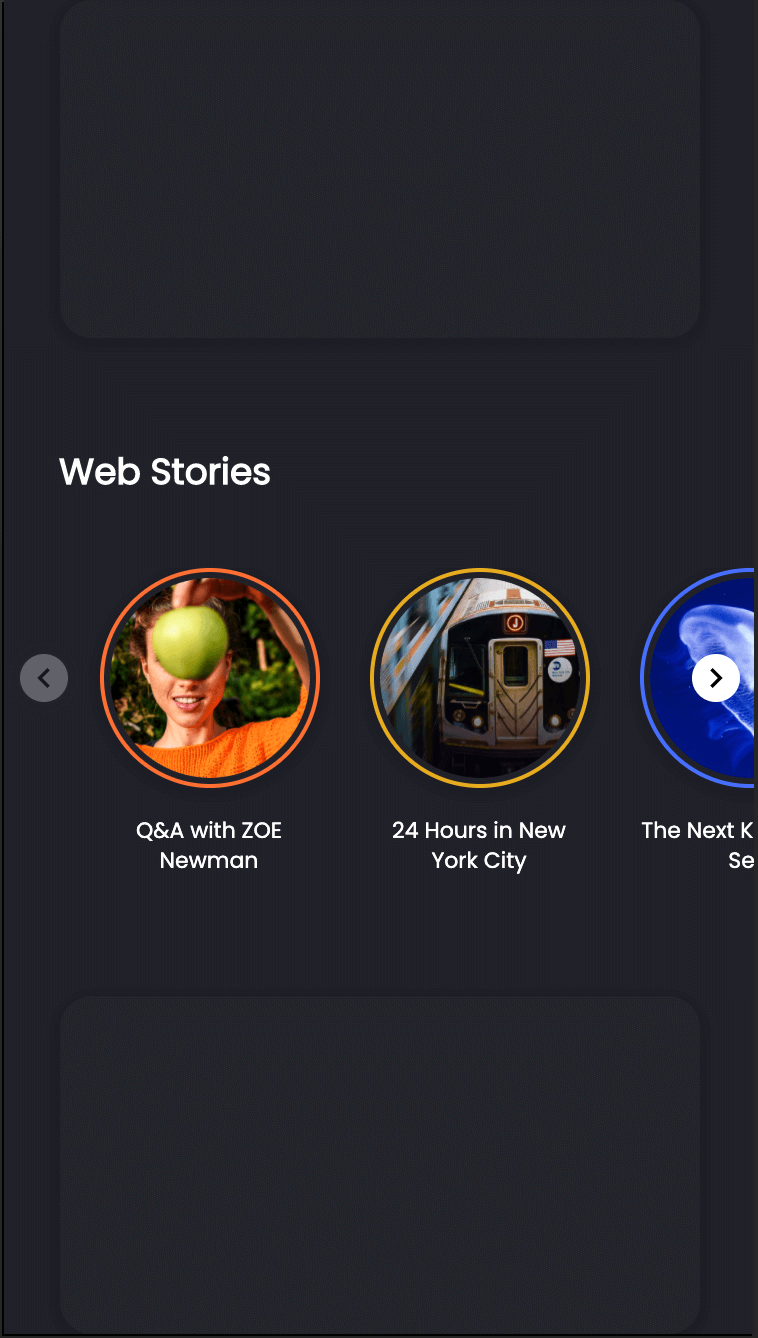 Web Stories
J
Q&A with ZOE
Newman
24 Hours in New
York City
The Next K
Se